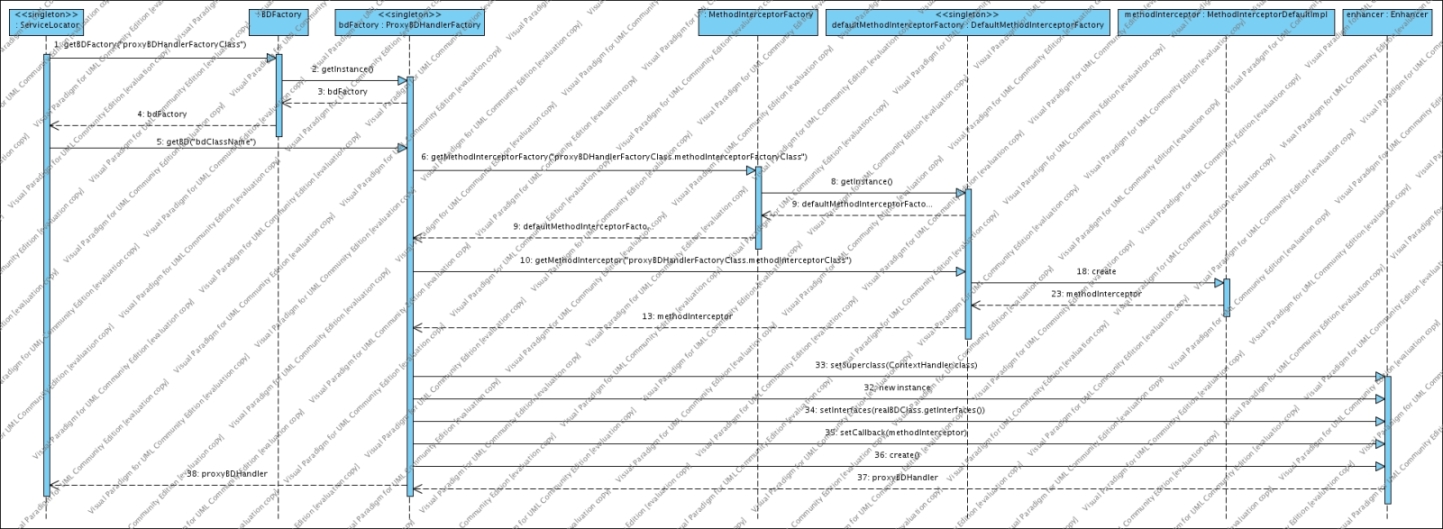 <<singleton>>
: ServiceLocator
: BDFactory
<<singleton>>
bdFactory : ProxyBDHandlerFactory
: MethodInterceptorFactory
<<singleton>>
defaultMethodInterceptorFactory : DefaultMethodInterceptorFactory
methodInterceptor : MethodInterceptorDefaultImpl
enhancer : Enhancer
1: getBDFactory("proxyBDHandlerFactoryClass")
2: getInstance()
3: bdFactory
4: bdFactory
5: getBD("bdClassName")
6: getMethodInterceptorFactory("proxyBDHandlerFactoryClass.methodInterceptorFactoryClass")
8: getInstance()
9: defaultMethodInterceptorFacto...
9: defaultMethodInterceptorFacto...
10: getMethodInterceptor("proxyBDHandlerFactoryClass.methodInterceptorClass")
18: create
23: methodInterceptor
13: methodInterceptor
33: setSuperclass(ContextHandler.class)
32: new instance
34: setInterfaces(realBDClass.getInterfaces())
35: setCallback(methodInterceptor)
36: create()
37: proxyBDHandler
38: proxyBDHandler
Visual Paradigm for UML Community Edition [evaluation copy]